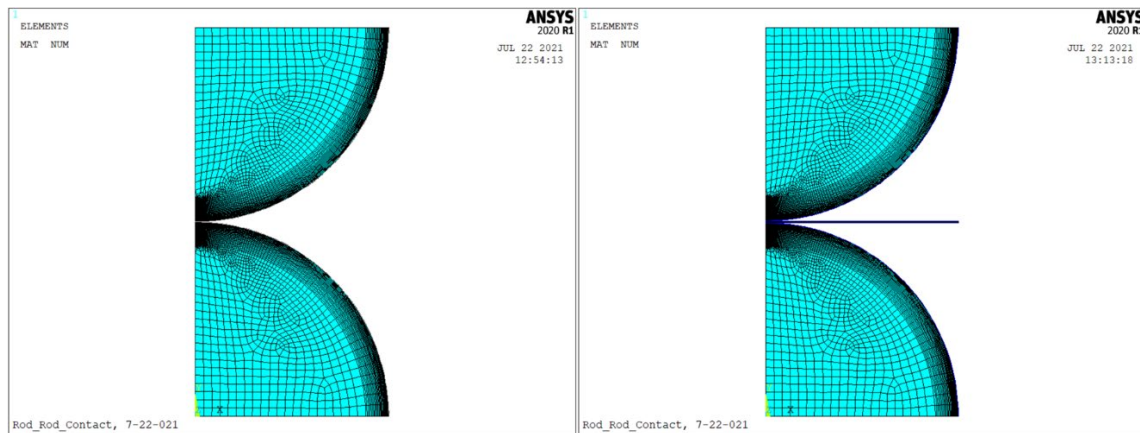 1
ELEMENTS
MAT NUM
ANSYS
2020 R1
JUL 22 2021
12:54:13
X
Rod_Rod_Contact, 7-22-021
1
ELEMENTS
MAT NUM
ANSYS
2020 R1
JUL 22 2021
13:13:18
X
Rod_Rod_Contact, 7-22-021